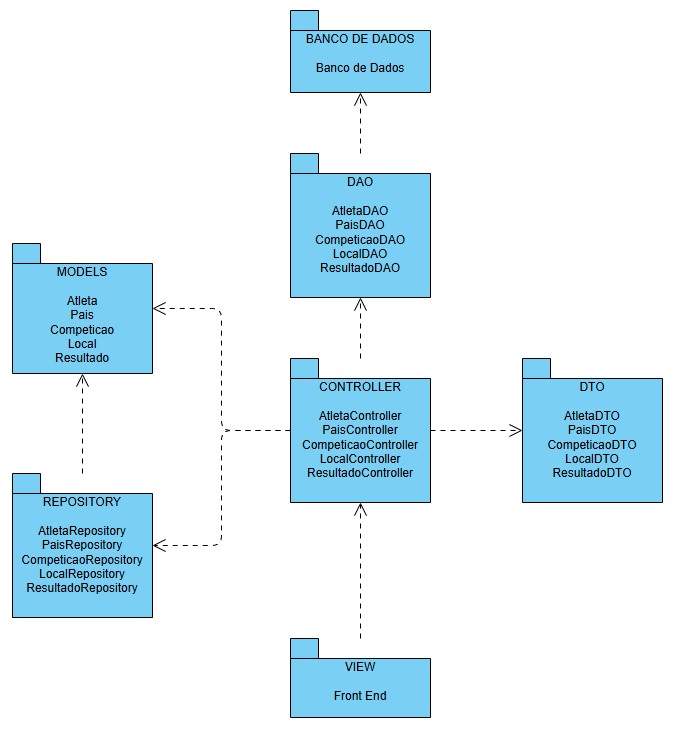 BANCO DE DADOS
Banco de Dados
DAO
AtletaDAO
PaisDAO
CompeticaoDAO
LocalDAO
ResultadoDAO
MODELS
Atleta
Pais
Competicao
Local
Resultado
CONTROLLER
AtletaController
PaisController
CompeticaoController
LocalController
ResultadoController
DTO
AtletaDTO
PaisDTO
CompeticaoDTO
LocalDTO
ResultadoDTO
REPOSITORY
AtletaRepository
PaisRepository
CompeticaoRepository
LocalRepository
ResultadoRepository
VIEW
Front End